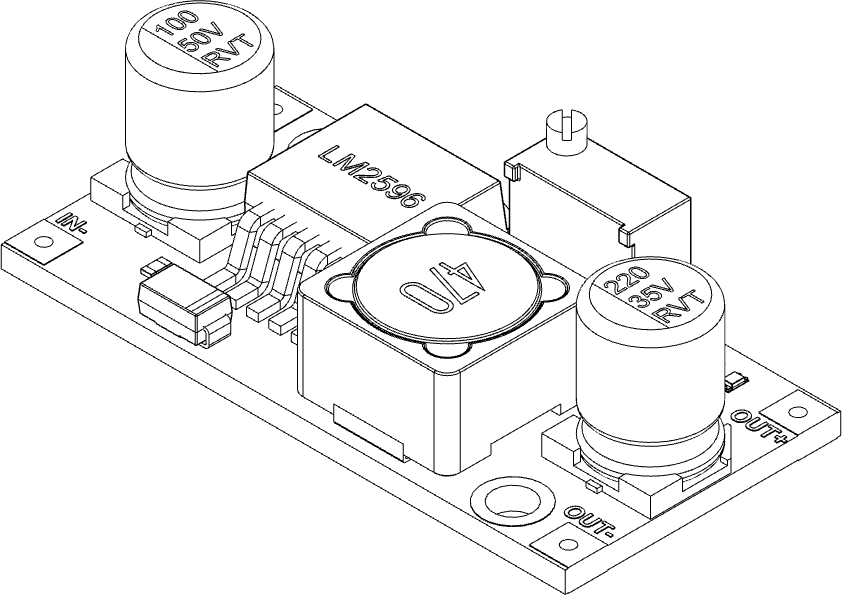 100
50V
RVT
LM2596
IN-
470
220
35V
RVT
OUT+
OUT-